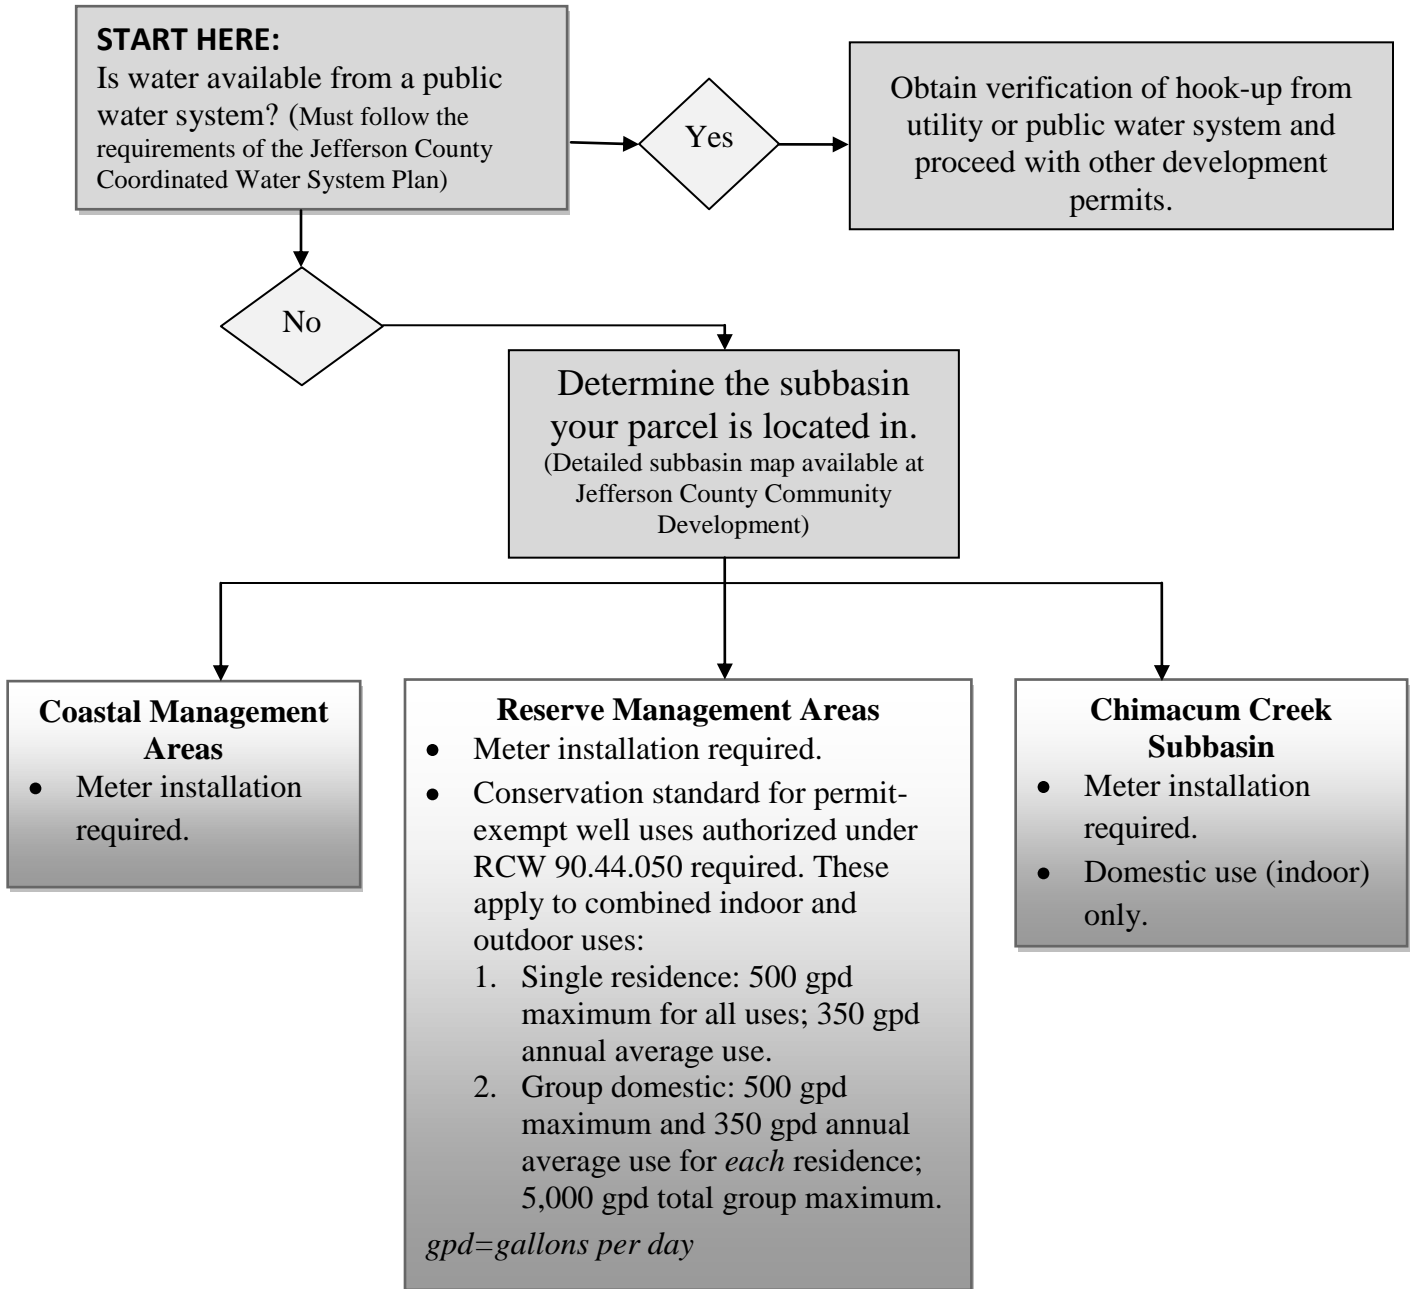 START HERE:
Is water available from a public
water system? (Must follow the
requirements of the Jefferson County
Coordinated Water System Plan)
Yes
Obtain verification of hook-up from
utility or public water system and
proceed with other development
permits.
No
Determine the subbasin
your parcel is located in.
(Detailed subbasin map available at
Jefferson County Community
Development)
Coastal Management
Areas
• Meter installation
required.
Reserve Management Areas
• Meter installation required.
• Conservation standard for permit-
exempt well uses authorized under
RCW 90.44.050 required. These
apply to combined indoor and
outdoor uses:
1. Single residence: 500 gpd
maximum for all uses; 350 gpd
annual average use.
2. Group domestic: 500 gpd
maximum and 350 gpd annual
average use for each residence;
5,000 gpd total group maximum.
gpd=gallons per day
Chimacum Creek
Subbasin
• Meter installation
required.
• Domestic use (indoor)
only.